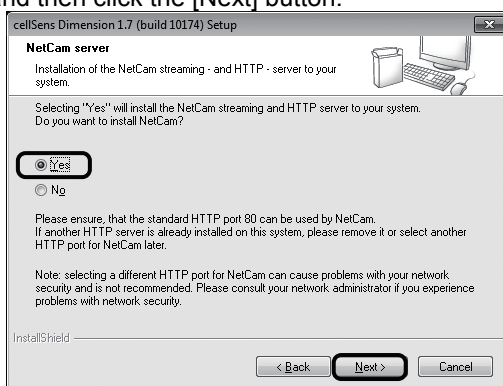 and then click the [Next] button.
cellSens Dimension 1.7 (build 10174) Setup
NetCam server
Installation of the NetCam streaming - and HTTP - server to your
system.
Selecting "Yes" will install the NetCam streaming and HTTP server to your system.
Do you want to install NetCam?
Yes
No
Please ensure, that the standard HTTP port 80 can be used by NetCam.
If another HTTP server is already installed on this system, please remove it or select another
HTTP port for NetCam later.
Note: selecting a different HTTP port for NetCam can cause problems with your network
security and is not recommended. Please consult your network administrator if you experience
problems with network security.
InstallShield
< Back Next > Cancel